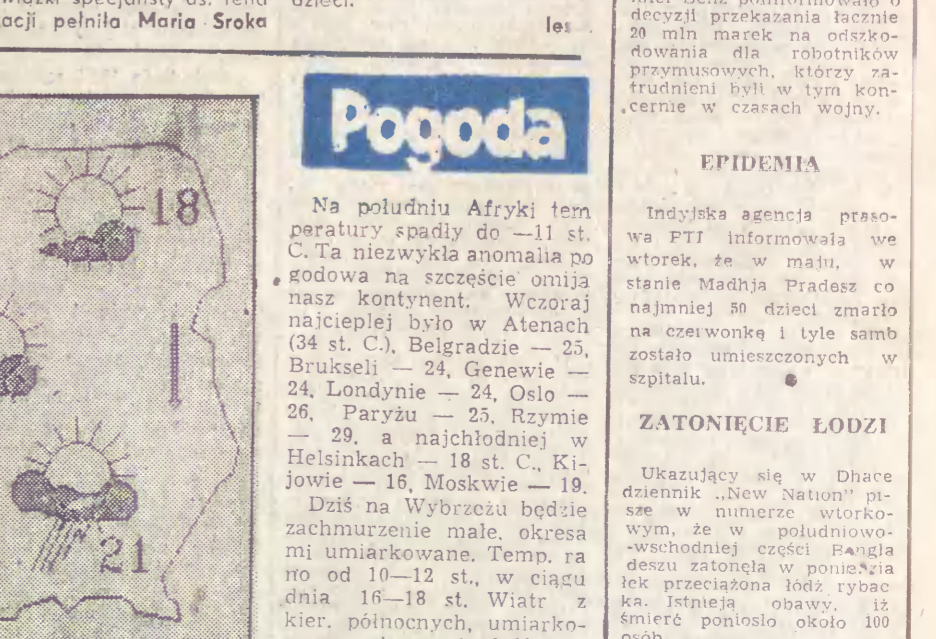 specjalisty ds.
dzieci.
acji pełniła Maria Sroka
les
18
21
Pogoda
Na południu Afryki tem
peratury spadły do —11 st.
C. Ta niezwykła anomalia po
godowa na szczęście omija
nasz kontynent. Wczoraj
najcieplej było w Atenach
(34 st. C.), Belgradzie — 25,
Brukseli — 24, Genewie —
24, Londynie — 24, Oslo —
26, Paryżu — 25, Rzymie
— 29, a najchłodniej w
Helsinkach — 18 st. C., Ki-
jowie — 16, Moskwie — 19.
Dziś na Wybrzeżu będzie
zachmurzenie małe, okresa
mi umiarkowane. Temp. ra
no od 10—12 st., w ciągu
dnia 16—18 st. Wiatr z
kier. północnych, umiarko-
Benz poinformowało o
decyzji przekazania łacznie
20 mln marek na odszko-
dowania dla robotników
przymusowych, którzy za-
trudnieni byli w tym kon-
cernie w czasach wojny.
EPIDEMIA
Indyjska agencja praso-
wa PTI informowała we
wtorek, że w maju, w
stanie Madhja Pradesz co
najmniej 50 dzieci zmarło
na czerwonkę i tyle samo
zostało umieszczonych w
szpitalu.
ZATONIĘCIE ŁODZI
Ukazujący się w Dhace
dziennik „New Nation" pi-
sze w numerze wtorko-
wym, że w południowo-
-wschodniej części Bangla
deszu zatonęła w poniedzia
łek przeciążona łódź rybac
ka. Istnieją obawy, iż
śmierć poniosło około 100
osób